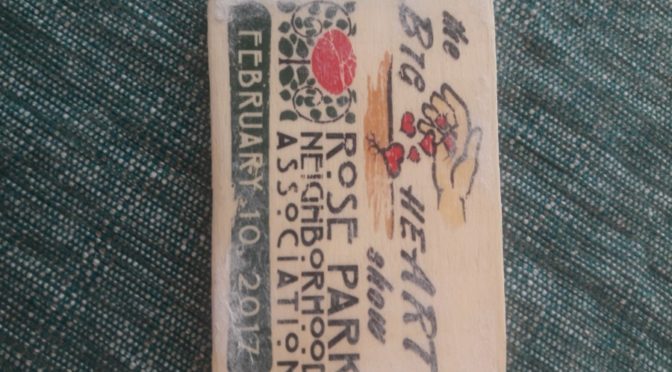 the
BIG
HEART
show
ROSE PARK
NEIGHBORHOOD
ASSOCIATION
FEBRUARY 10, 2017